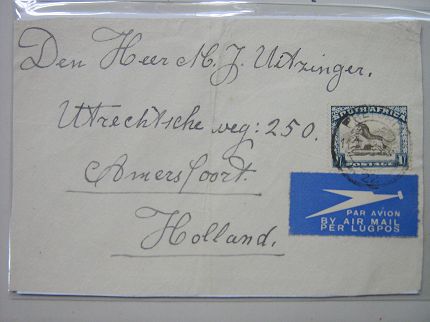 Den Heer M. J. Uitzinger.
Utrechtsche weg: 250.
Amersfoort.
Holland.
SOUTH AFRICA
POSTAGE
PAR AVION
BY AIR MAIL
PER LUGPOS